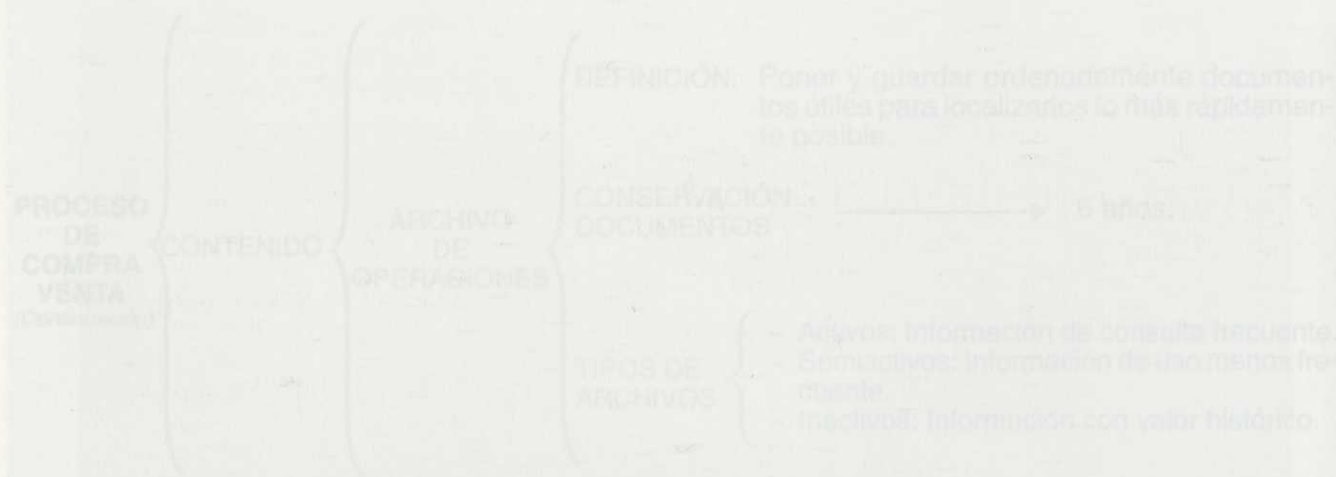 PROCESO
DE
COMPRA
VENTA
(Continuación)
CONTENIDO
ARCHIVO
DE
OPERACIONES
DEFINICIÓN: Poner y guardar ordenadamente documen-
tos útiles para localizarlos lo más rápidamen-
te posible.
CONSERVACIÓN
DOCUMENTOS
años.
TIPOS DE
ARCHIVOS
- Activos: Información de consulta frecuente.
- Semiactivos: Información de uso menos fre-
cuente.
- Inactivos: Información con valor histórico.